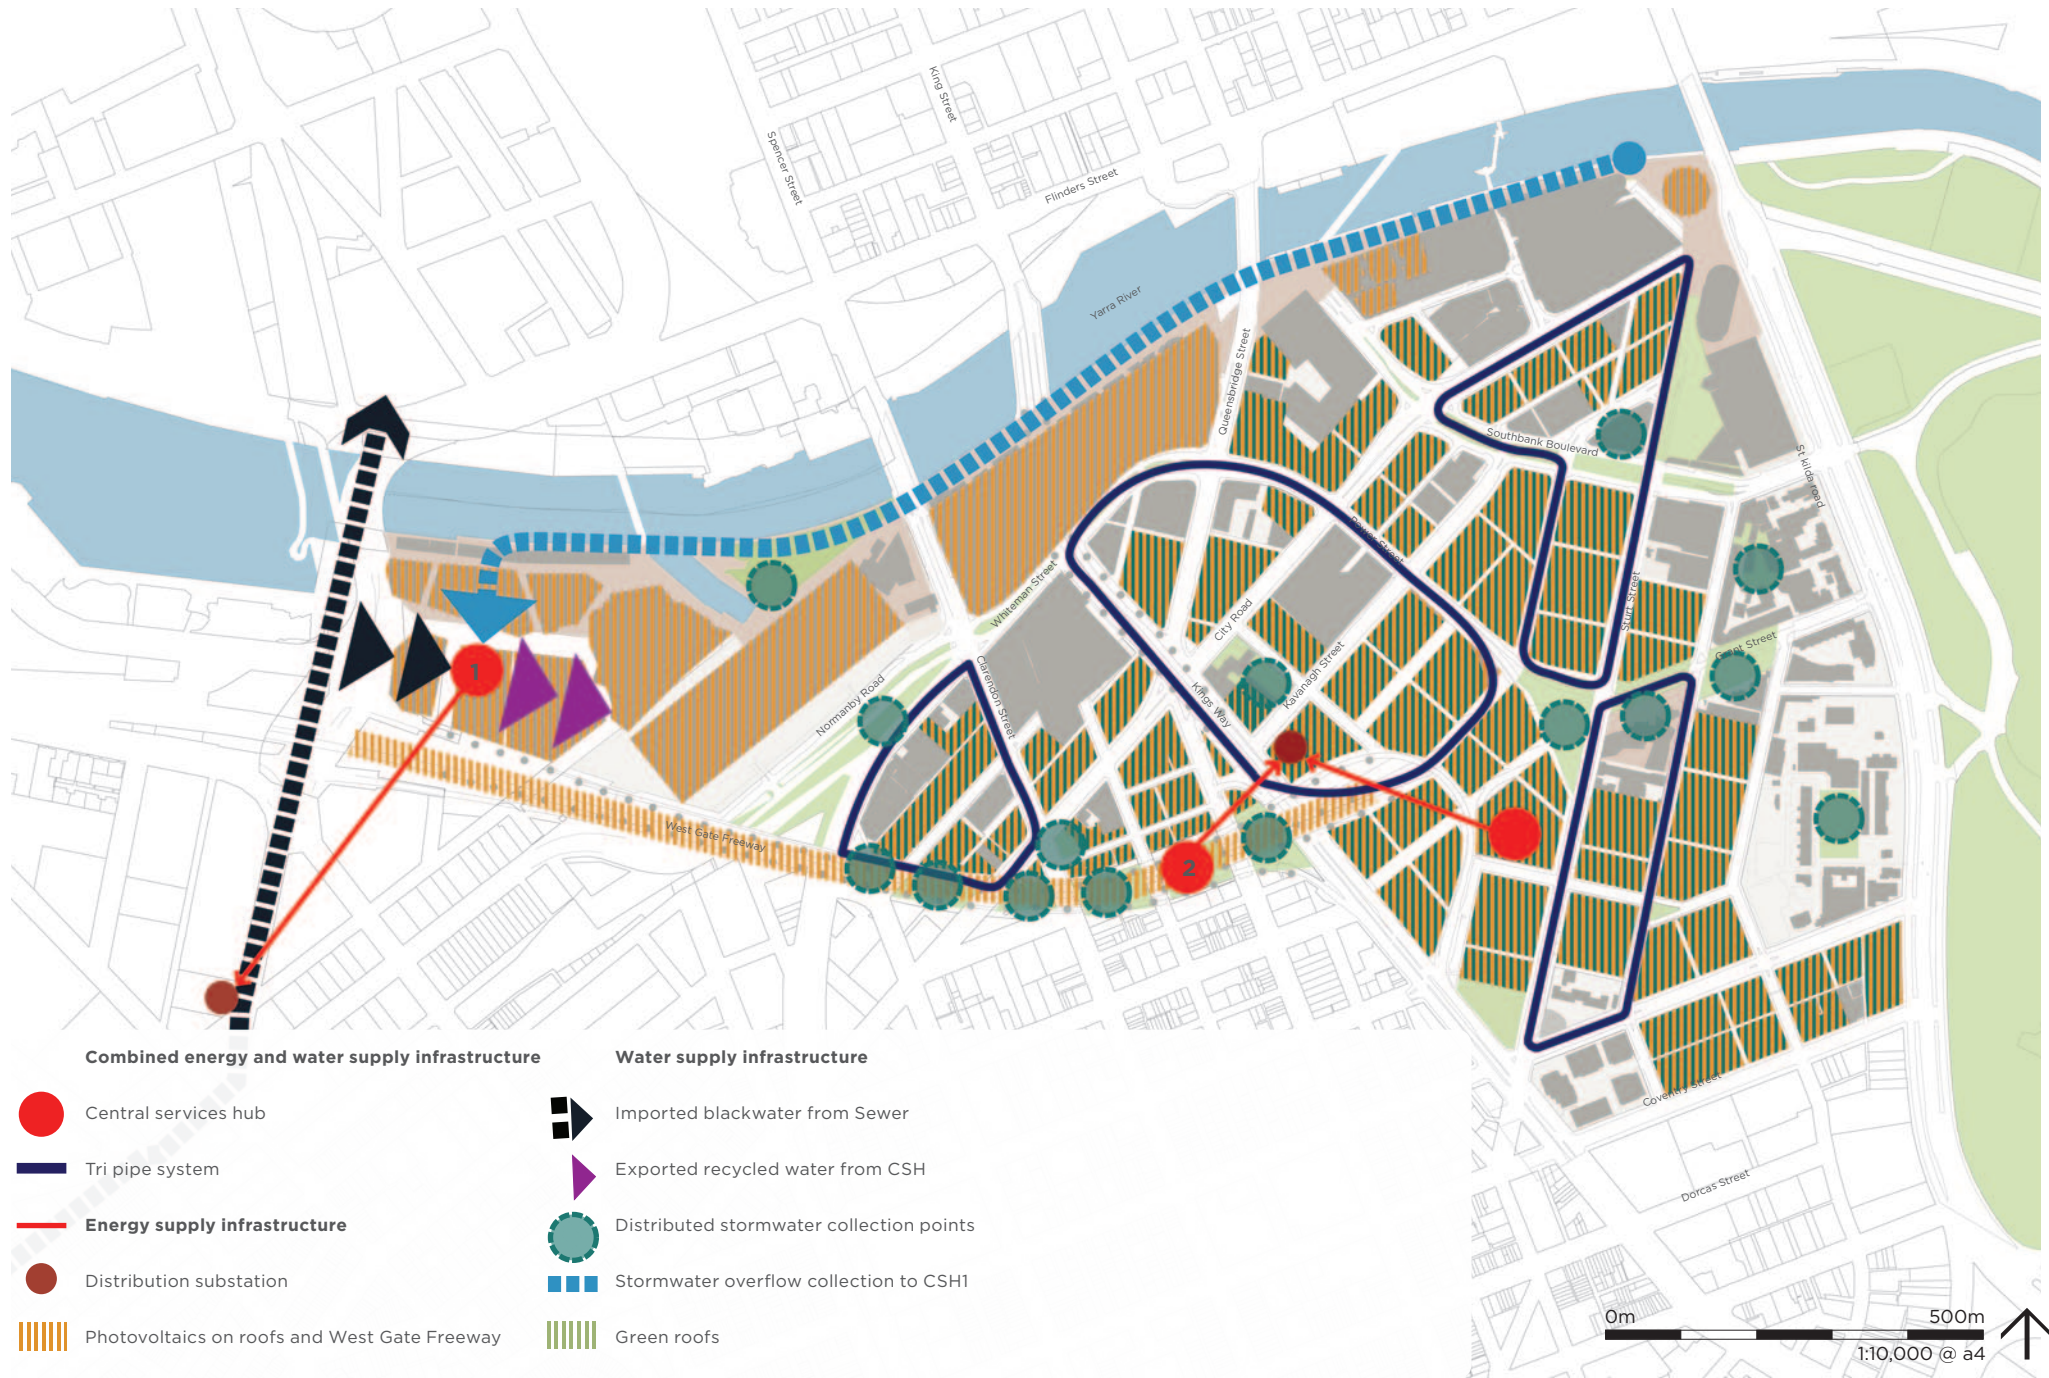 King Street
Spencer Street
Flinders Street
Yarra River
Queensbridge Street
Southbank Boulevard
St kilda road
Power Street
Whiteman Street
City Road
Sturt Street
Grant Street
Kavanagh Street
Kings Way
Clarendon Street
Normanby Road
1
West Gate Freeway
2
Coventry Street
Dorcas Street
Combined energy and water supply infrastructure
Central services hub
Tri pipe system
Energy supply infrastructure
Distribution substation
Photovoltaics on roofs and West Gate Freeway
Water supply infrastructure
Imported blackwater from Sewer
Exported recycled water from CSH
Distributed stormwater collection points
Stormwater overflow collection to CSH1
Green roofs
0m 500m
1:10,000 @ a4